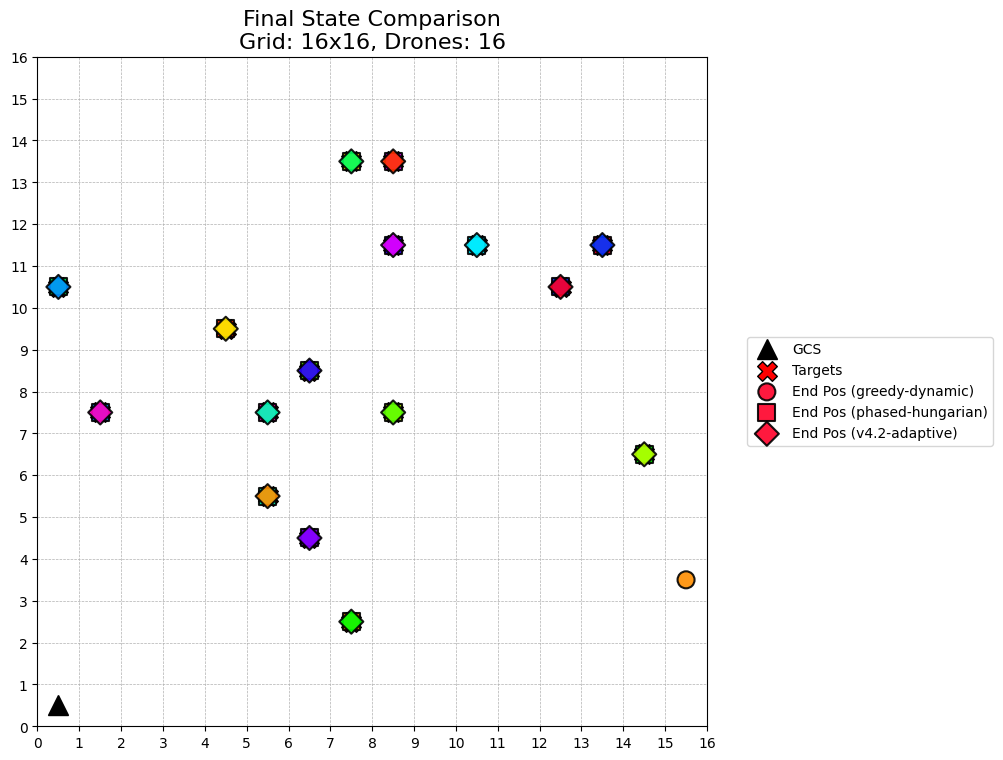 Final State Comparison
Grid: 16x16, Drones: 16
16
15
14
13
12
11
10
9
8
7
6
5
4
3
2
1
0
0 1 2 3 4 5 6 7 8 9 10 11 12 13 14 15 16
GCS
Targets
End Pos (greedy-dynamic)
End Pos (phased-hungarian)
End Pos (v4.2-adaptive)